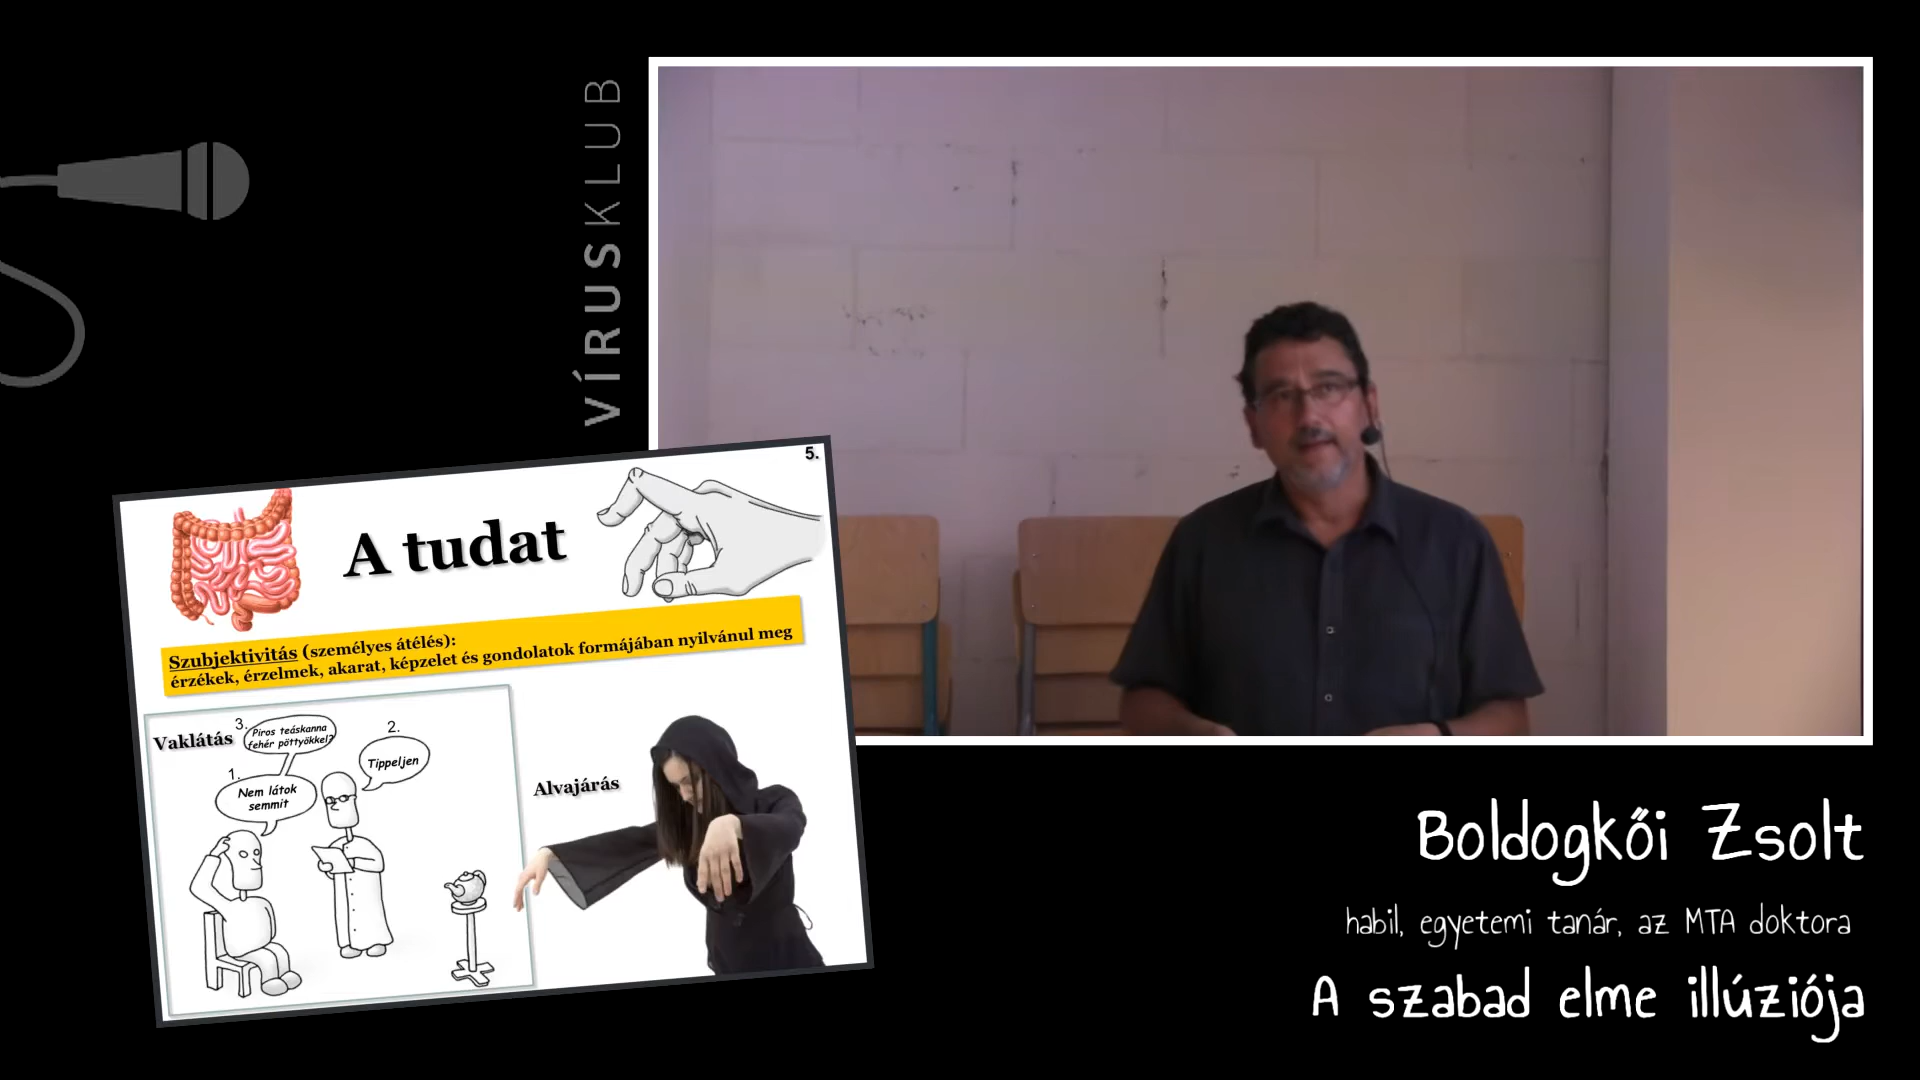 VÍRUSKLUB
5.
A tudat
Szubjektivitás (személyes átélés):
érzékek, érzelmek, akarat, képzelet és gondolatok formájában nyilvánul meg
Vaklátás
3.
Piros teáskanna
fehér pöttyökkel?
2.
Tippeljen
1.
Nem látok
semmit
Alvajárás
Boldogkői Zsolt
habil, egyetemi tanár, az MTA doktora
A szabad elme illúziója